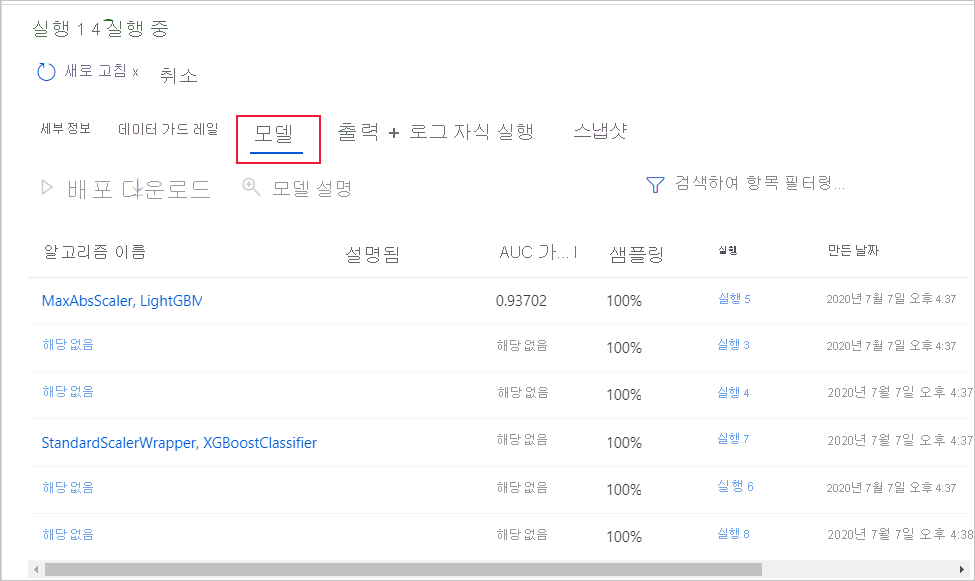 실행 1 4 실행 중
새로 고침 x 취소
세부 정보 데이터 가드 레일 모델 출력 + 로그 자식 실행 스냅샷
배포 다운로드 모델 설명 검색하여 항목 필터링...
알고리즘 이름 설명됨 AUC 가... 샘플링 실행 만든 날짜
MaxAbsScaler, LightGBM 0.93702 100% 실행 5 2020년 7월 7일 오후 4:37
해당 없음 해당 없음 100% 실행 3 2020년 7월 7일 오후 4:37
해당 없음 해당 없음 100% 실행 4 2020년 7월 7일 오후 4:37
StandardScalerWrapper, XGBoostClassifier 해당 없음 100% 실행 7 2020년 7월 7일 오후 4:37
해당 없음 해당 없음 100% 실행 6 2020년 7월 7일 오후 4:37
해당 없음 해당 없음 100% 실행 8 2020년 7월 7일 오후 4:38